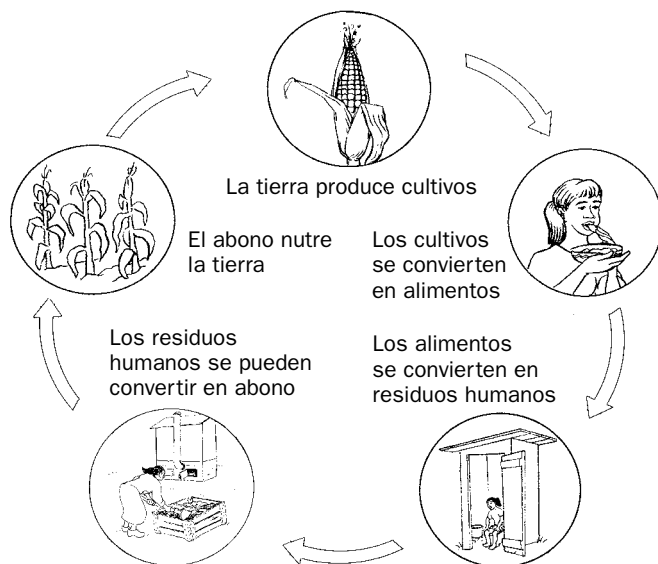 La tierra produce cultivos
Los cultivos
se convierten
en alimentos
Los alimentos
se convierten en
residuos humanos
Los residuos
humanos se pueden
convertir en abono
El abono nutre
la tierra